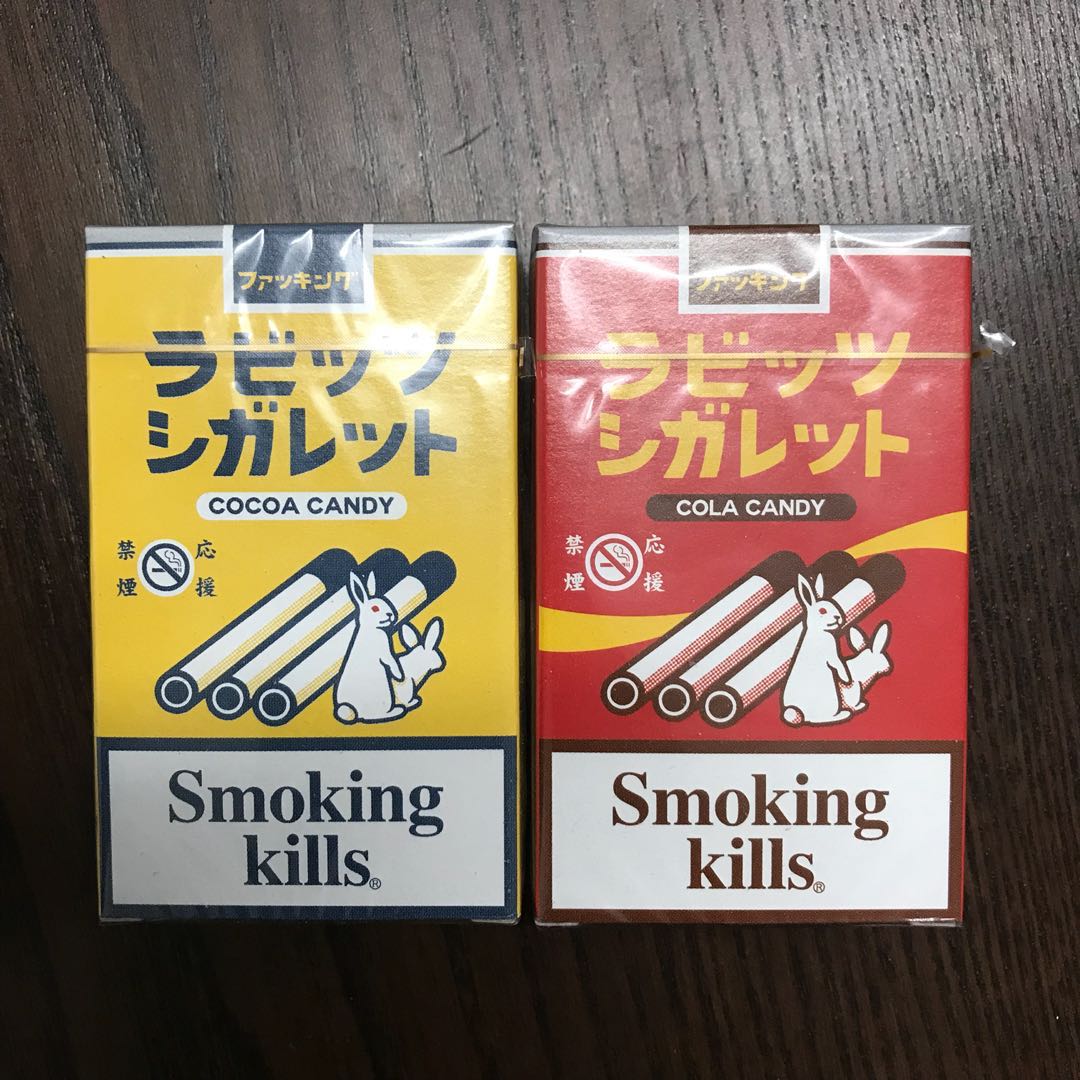 ファッキング
ラビッツ
シガレット
COCOA CANDY
禁煙 応援
Smoking
kills®
ファッキング
ラビッツ
シガレット
COLA CANDY
禁煙 応援
Smoking
kills®